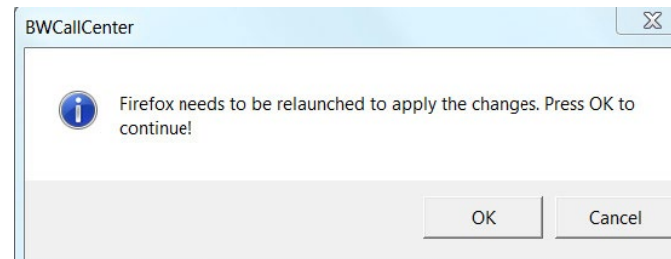 BWCallCenter
Firefox needs to be relaunched to apply the changes. Press OK to
continue!
OK
Cancel